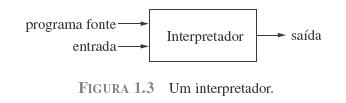 programa fonte
entrada
Interpretador
saída
FIGURA 1.3 Um interpretador.